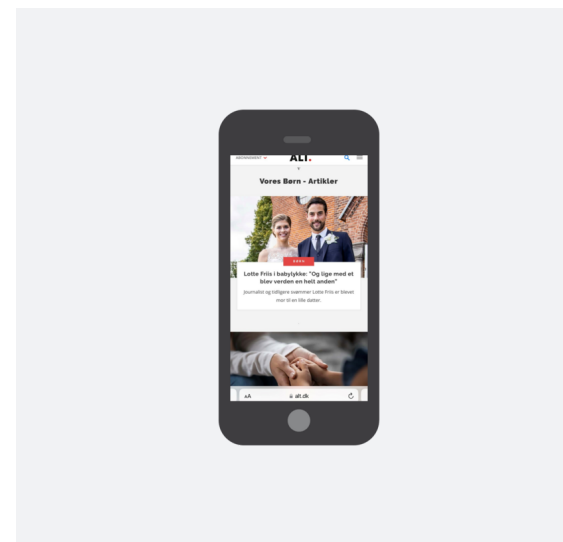 ABONNEMENT
ALT.
Vores Børn - Artikler
BØRN
Lotte Friis i babylykke: "Og lige med et
blev verden en helt anden"
Journalist og tidligere svømmer Lotte Friis er blevet
mor til en lille datter.
AA
alt.dk